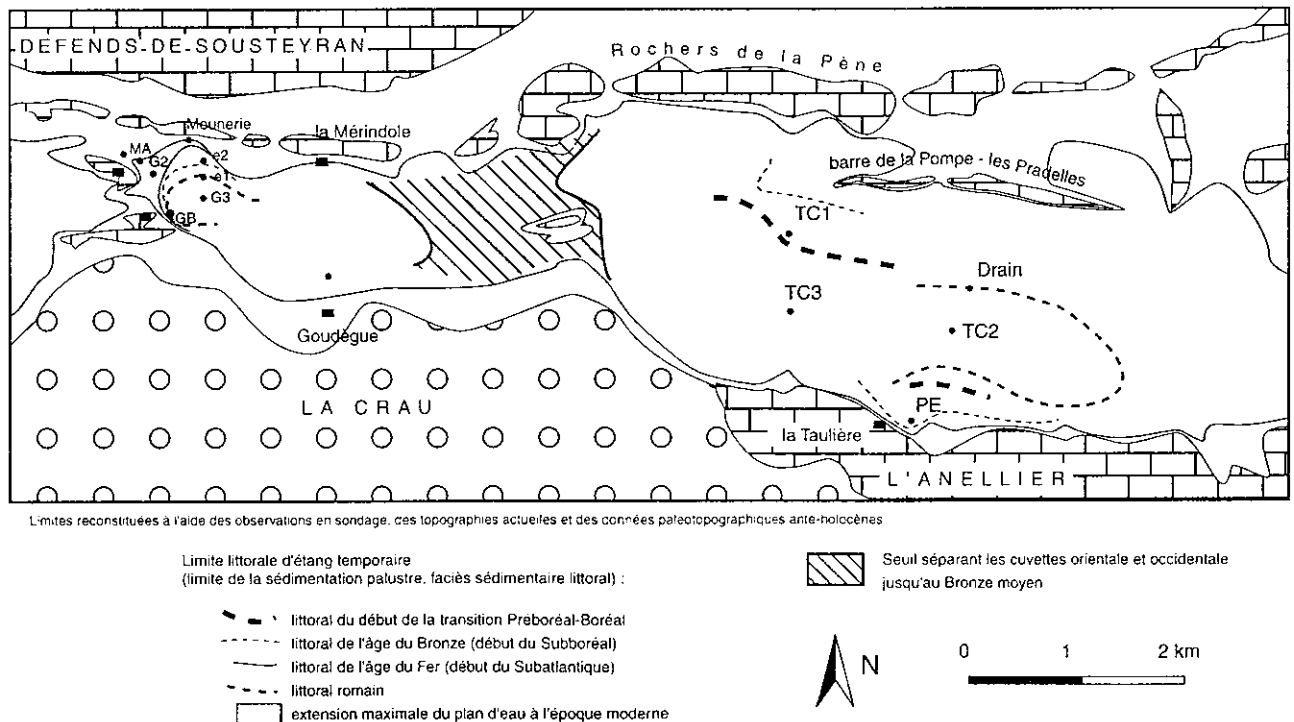 DEFENDS-DE-SOUSTEYRAN
Rochers de la Pène
Mounerie
la Mérindole
MA
G2
e2
e1
G3
GB
barre de la Pompe - les Pradelles
TC1
Drain
TC3
TC2
Goudègue
LA CRAU
PE
la Taulière
L'ANELLIER
Limites reconstituées à l'aide des observations en sondage, des topographies actuelles et des données paléotopographiques anté-holocènes
Limite littorale d'étang temporaire
(limite de la sédimentation palustre, faciès sédimentaire littoral) :
littoral du début de la transition Préboréal-Boréal
littoral de l'âge du Bronze (début du Subboréal)
littoral de l'âge du Fer (début du Subatlantique)
littoral romain
extension maximale du plan d'eau à l'époque moderne
Seuil séparant les cuvettes orientale et occidentale
jusqu'au Bronze moyen
N
0 1 2 km